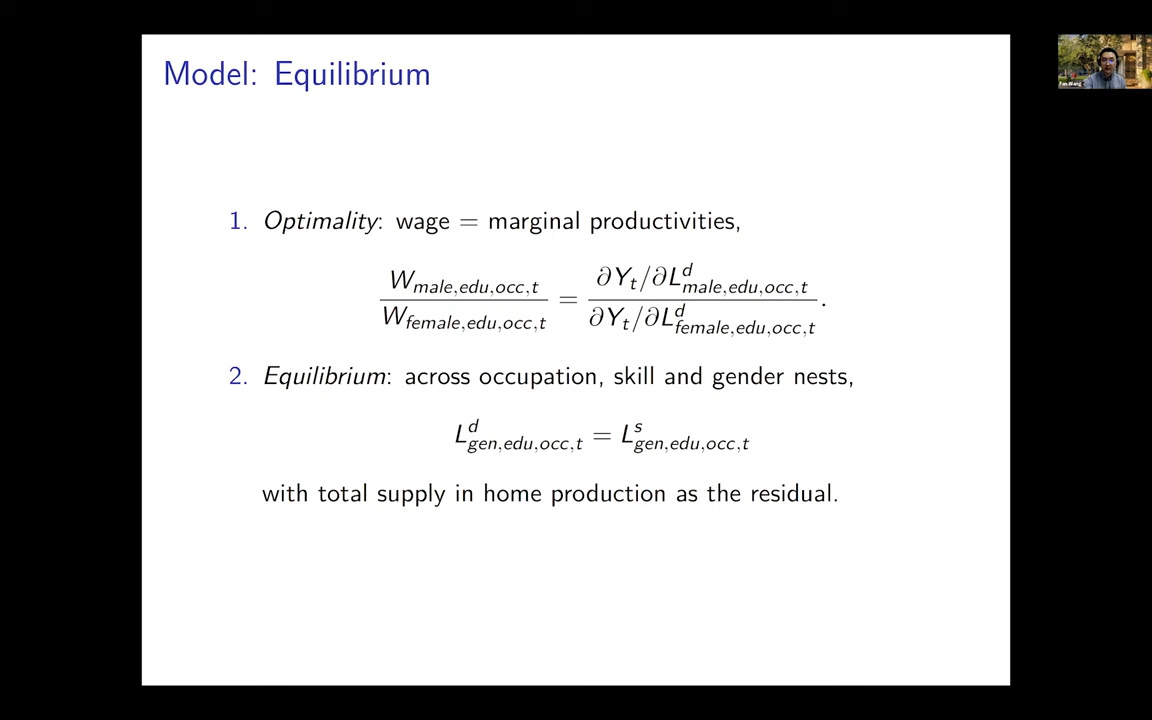 Model: Equilibrium
Fan Wang
1. Optimality: wage = marginal productivities,
W_{male,edu,occ,t} / W_{female,edu,occ,t} = (∂Y_t/∂L^d_{male,edu,occ,t}) / (∂Y_t/∂L^d_{female,edu,occ,t}).
2. Equilibrium: across occupation, skill and gender nests,
L^d_{gen,edu,occ,t} = L^s_{gen,edu,occ,t}
with total supply in home production as the residual.